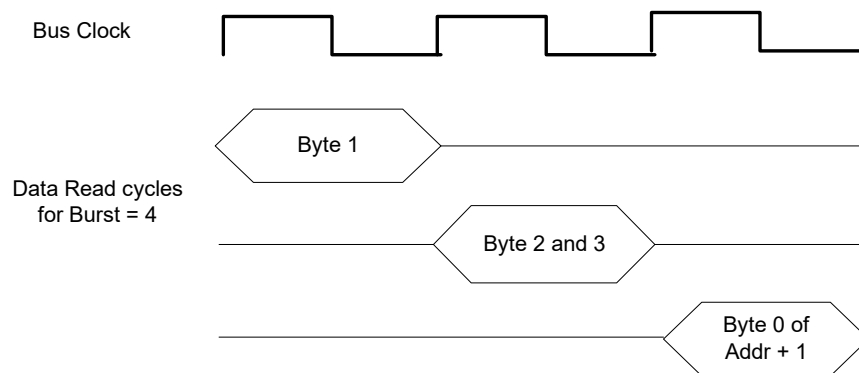 Bus Clock
Byte 1
Data Read cycles
for Burst = 4
Byte 2 and 3
Byte 0 of
Addr + 1